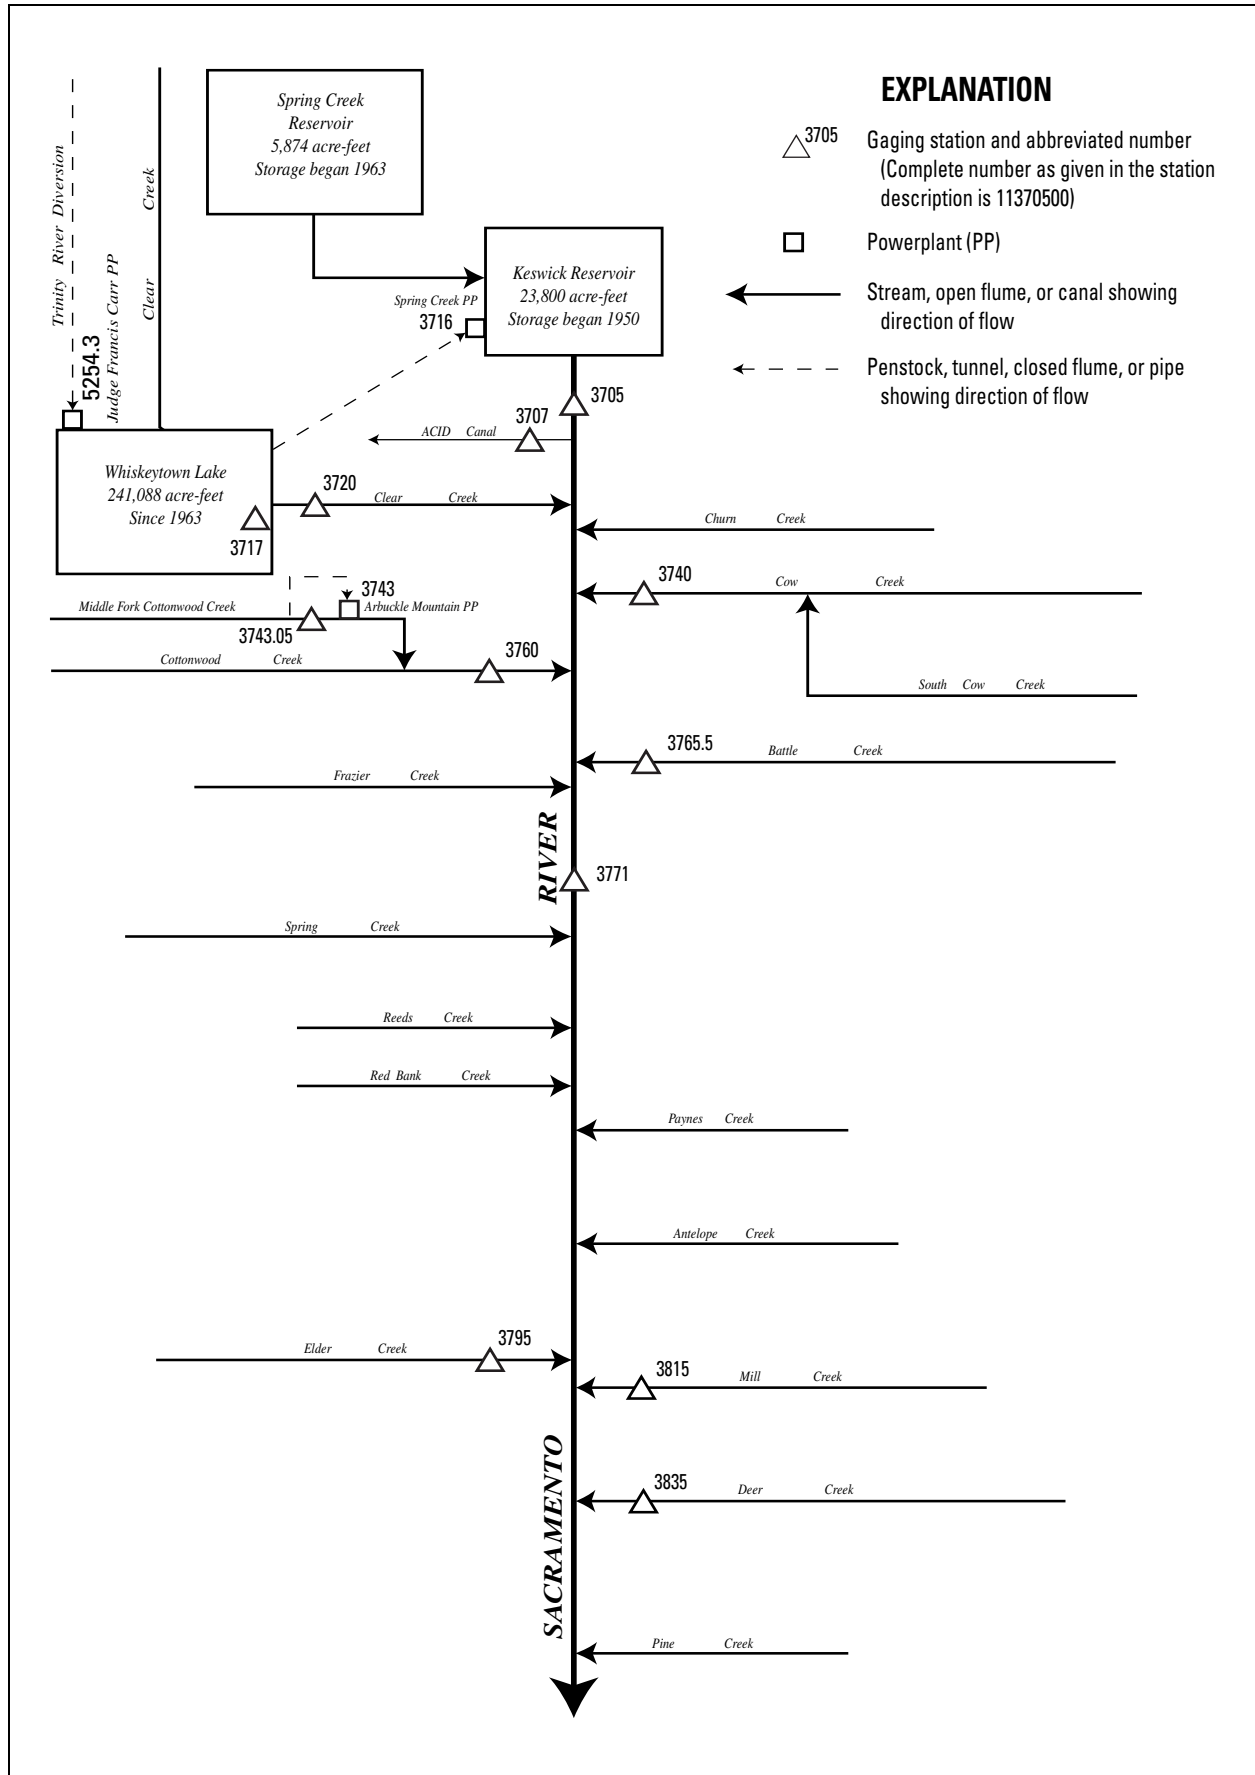 EXPLANATION
3705
Gaging station and abbreviated number
(Complete number as given in the station
description is 11370500)
Powerplant (PP)
Stream, open flume, or canal showing
direction of flow
Penstock, tunnel, closed flume, or pipe
showing direction of flow
Trinity River Diversion
5254.3
Judge Francis Carr PP
Clear Creek
Spring Creek
Reservoir
5,874 acre-feet
Storage began 1963
Keswick Reservoir
23,800 acre-feet
Storage began 1950
Spring Creek PP
3716
3705
3707
ACID Canal
Whiskeytown Lake
241,088 acre-feet
Since 1963
3717
3720
Clear Creek
Churn Creek
3740
Cow Creek
Middle Fork Cottonwood Creek
3743
Arbuckle Mountain PP
3743.05
Cottonwood Creek
3760
South Cow Creek
3765.5
Battle Creek
Frazier Creek
RIVER
3771
Spring Creek
Reeds Creek
Red Bank Creek
Paynes Creek
Antelope Creek
Elder Creek
3795
3815
Mill Creek
SACRAMENTO
3835
Deer Creek
Pine Creek